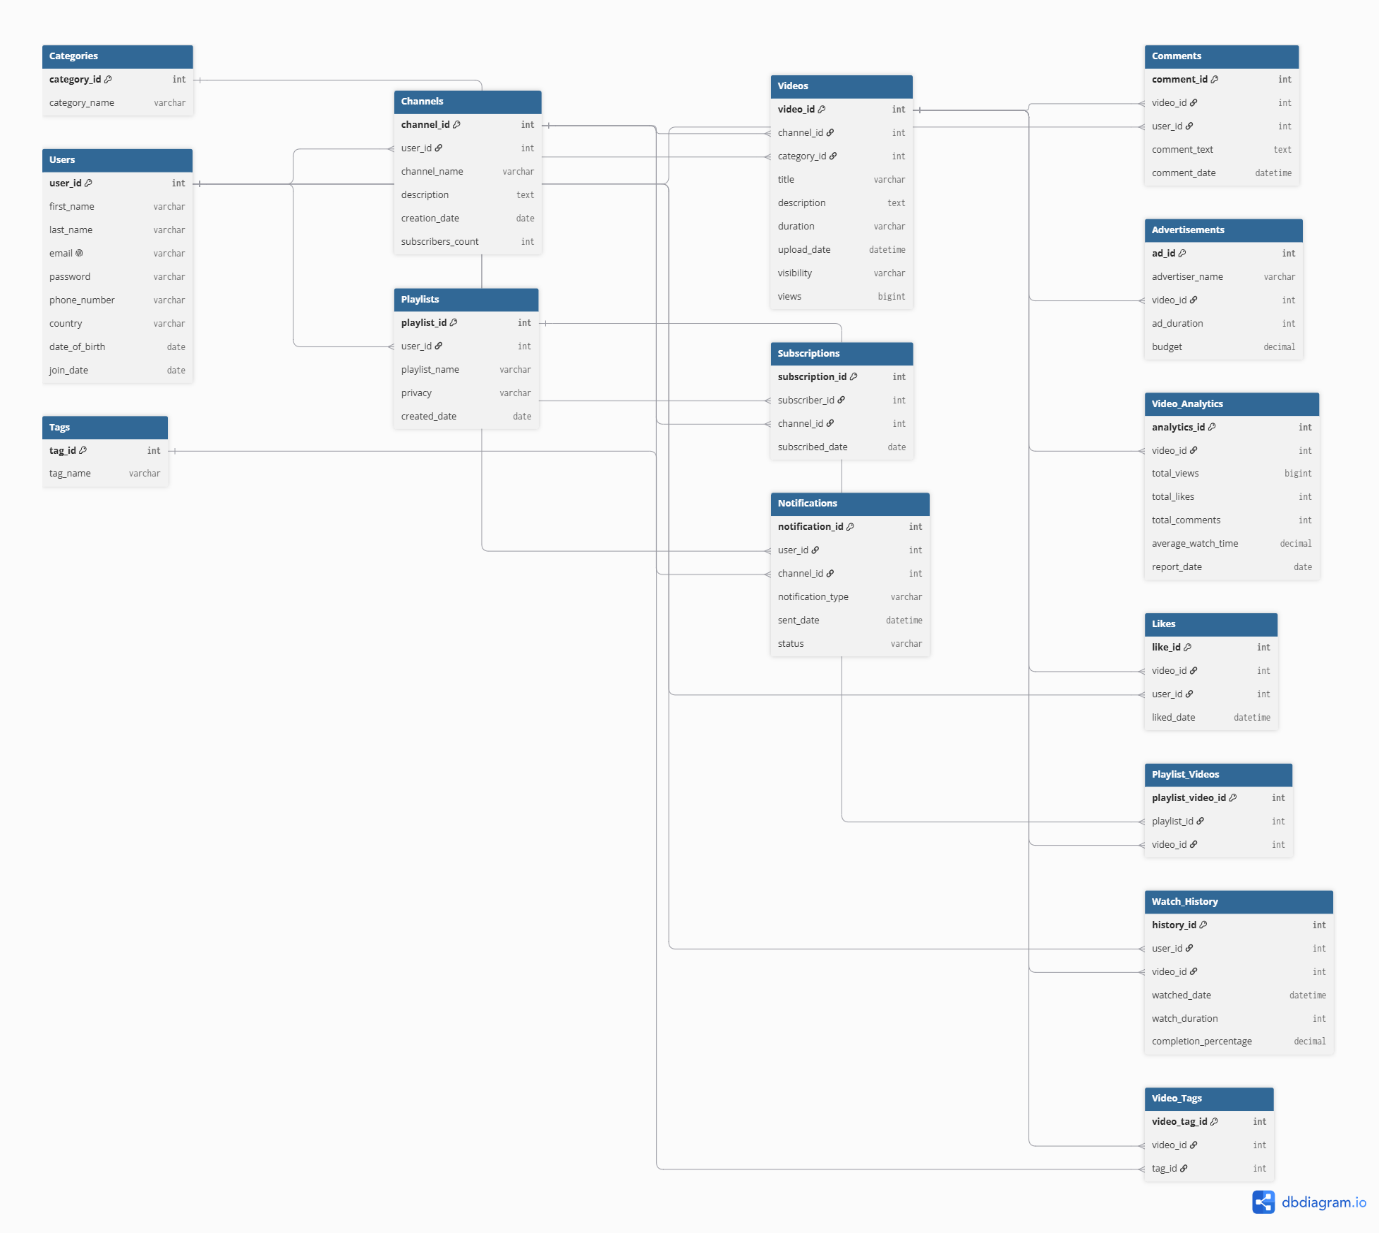 Categories
category_id int
category_name varchar
Users
user_id int
first_name varchar
last_name varchar
email varchar
password varchar
phone_number varchar
country varchar
date_of_birth date
join_date date
Tags
tag_id int
tag_name varchar
Channels
channel_id int
user_id int
channel_name varchar
description text
creation_date date
subscribers_count int
Playlists
playlist_id int
user_id int
playlist_name varchar
privacy varchar
created_date date
Videos
video_id int
channel_id int
category_id int
title varchar
description text
duration varchar
upload_date datetime
visibility varchar
views bigint
Subscriptions
subscription_id int
subscriber_id int
channel_id int
subscribed_date date
Notifications
notification_id int
user_id int
channel_id int
notification_type varchar
sent_date datetime
status varchar
Comments
comment_id int
video_id int
user_id int
comment_text text
comment_date datetime
Advertisements
ad_id int
advertiser_name varchar
video_id int
ad_duration int
budget decimal
Video_Analytics
analytics_id int
video_id int
total_views bigint
total_likes int
total_comments int
average_watch_time decimal
report_date date
Likes
like_id int
video_id int
user_id int
liked_date datetime
Playlist_Videos
playlist_video_id int
playlist_id int
video_id int
Watch_History
history_id int
user_id int
video_id int
watched_date datetime
watch_duration int
completion_percentage decimal
Video_Tags
video_tag_id int
video_id int
tag_id int
dbdiagram.io